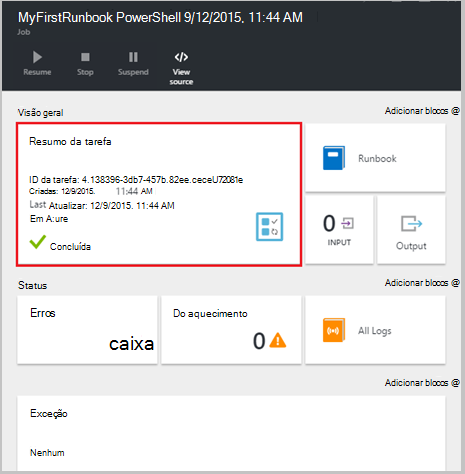 MyFirstRunbook PowerShell 9/12/2015, 11:44 AM
Job
Resume Stop Suspend View source
Visão geral Adicionar blocos @
Resumo da tarefa
Runbook
ID da tarefa: 4.138396-3db7-457b.82ee.ceceU72081e
Criadas: 12/9/2015. 11:44 AM
Last Atualizar: 12/9/2015. 11:44 AM
Em A:ure
Concluída
0 INPUT
Output
Status Adicionar blocos @
Erros
caixa
Do aquecimento
0
All Logs
Adicionar blocos @
Exceção
Nenhum